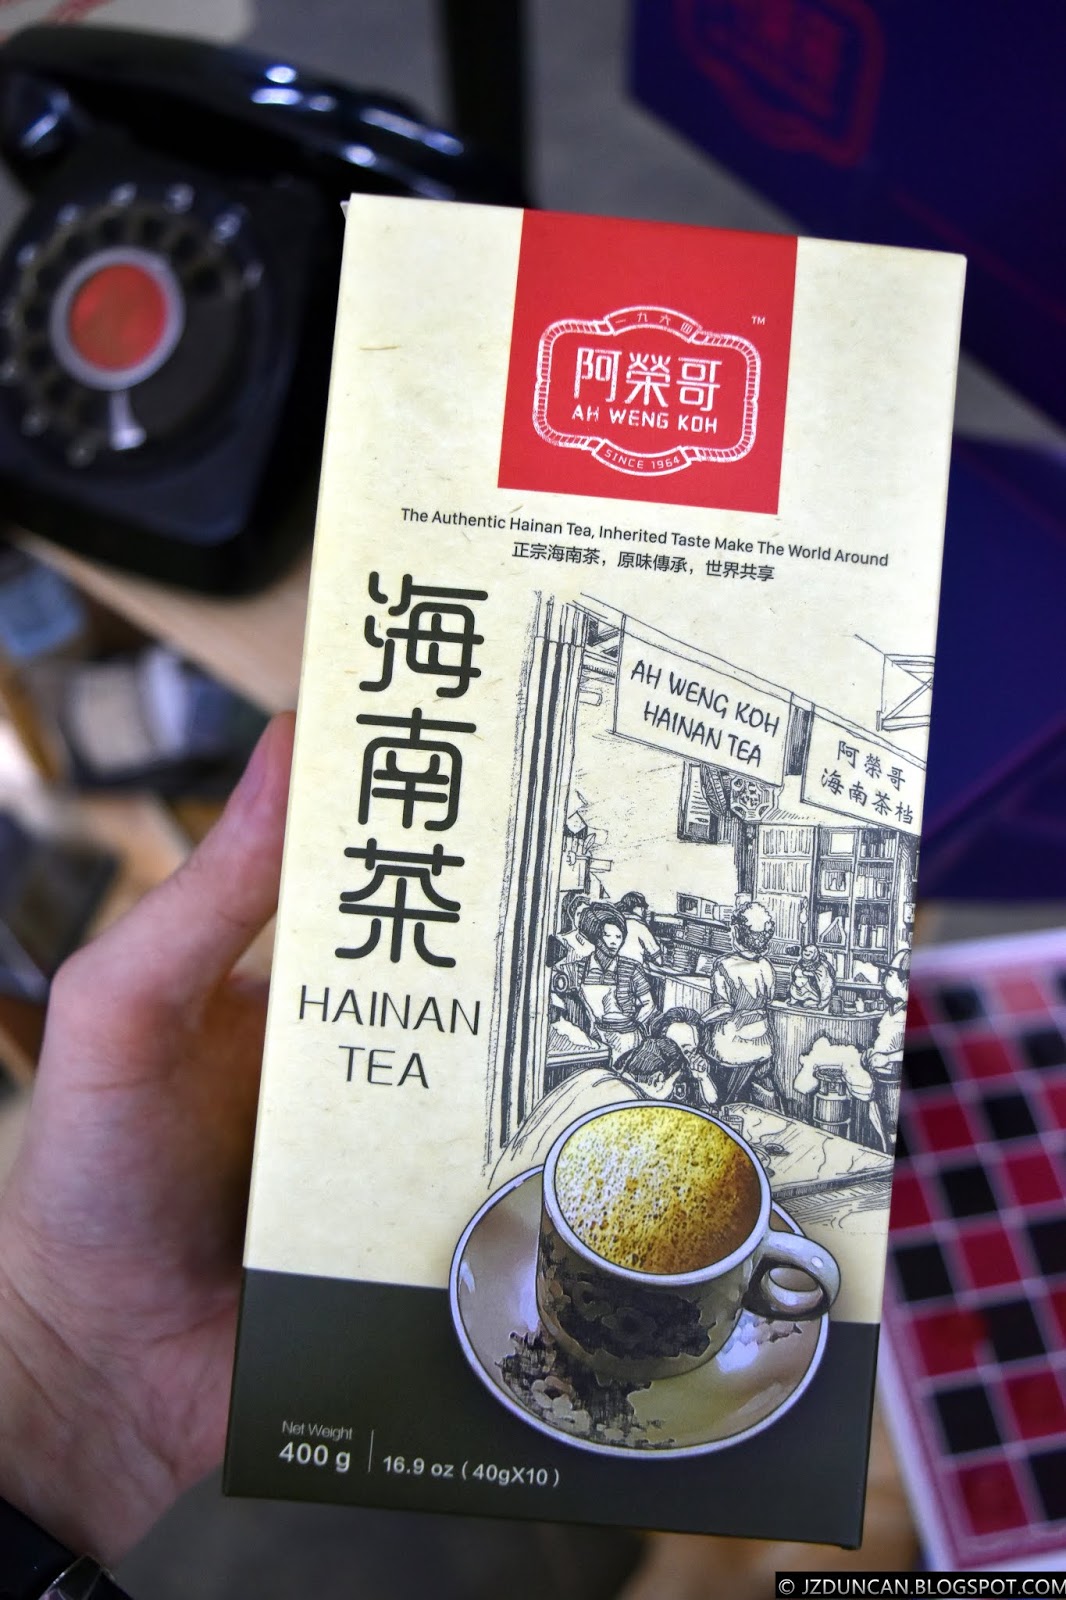 一九六四
阿榮哥
TM
AH WENG KOH
SINCE 1964
The Authentic Hainan Tea, Inherited Taste Make The World Around
正宗海南茶，原味傳承，世界共享
海南茶
HAINAN
TEA
AH WENG KOH
HAINAN TEA
阿榮哥
海南茶档
Net Weight
400 g
16.9 oz ( 40gX10 )
© JZDUNCAN.BLOGSPOT.COM